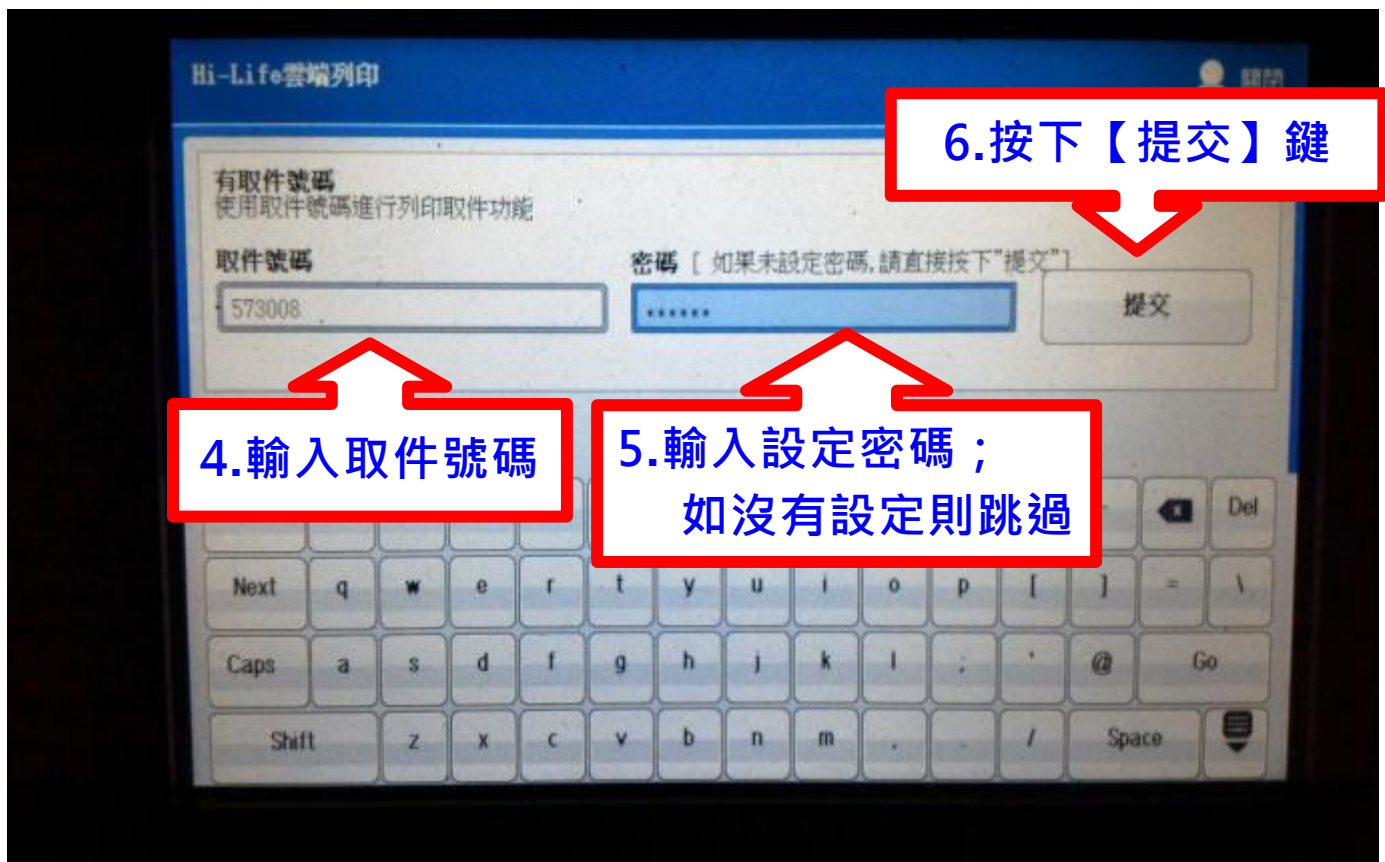 Hi-Life雲端列印
關閉
6.按下【提交】鍵
有取件號碼
使用取件號碼進行列印取件功能
取件號碼
密碼 [ 如果未設定密碼,請直接按下"提交"]
573008
******
提交
4.輸入取件號碼
5.輸入設定密碼；
如沒有設定則跳過
Del
Next q w e r t y u i o p [ ] = \
Caps a s d f g h j k l ; ' @ Go
Shift z x c v b n m , . / Space